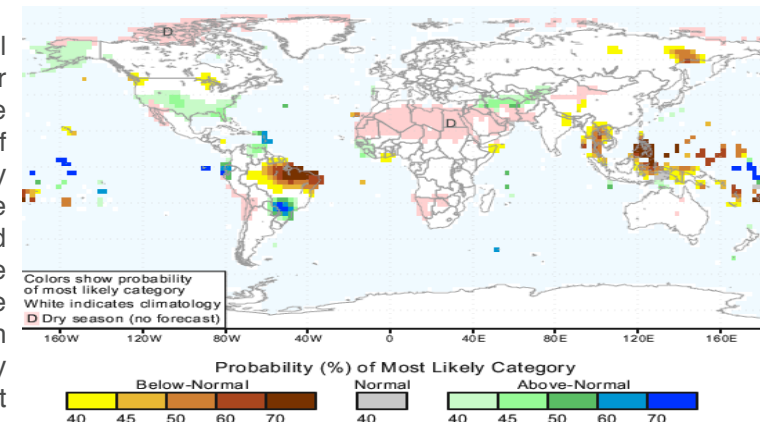 l
r
e
f
y
e
d
e
e
n
y
t
D
D
Colors show probability
of most likely category
White indicates climatology
D Dry season (no forecast)
160W 120W 80W 40W 0 40E 80E 120E 160E
Probability (%) of Most Likely Category
Below-Normal Normal Above-Normal
40 45 50 60 70 40 40 45 50 60 70